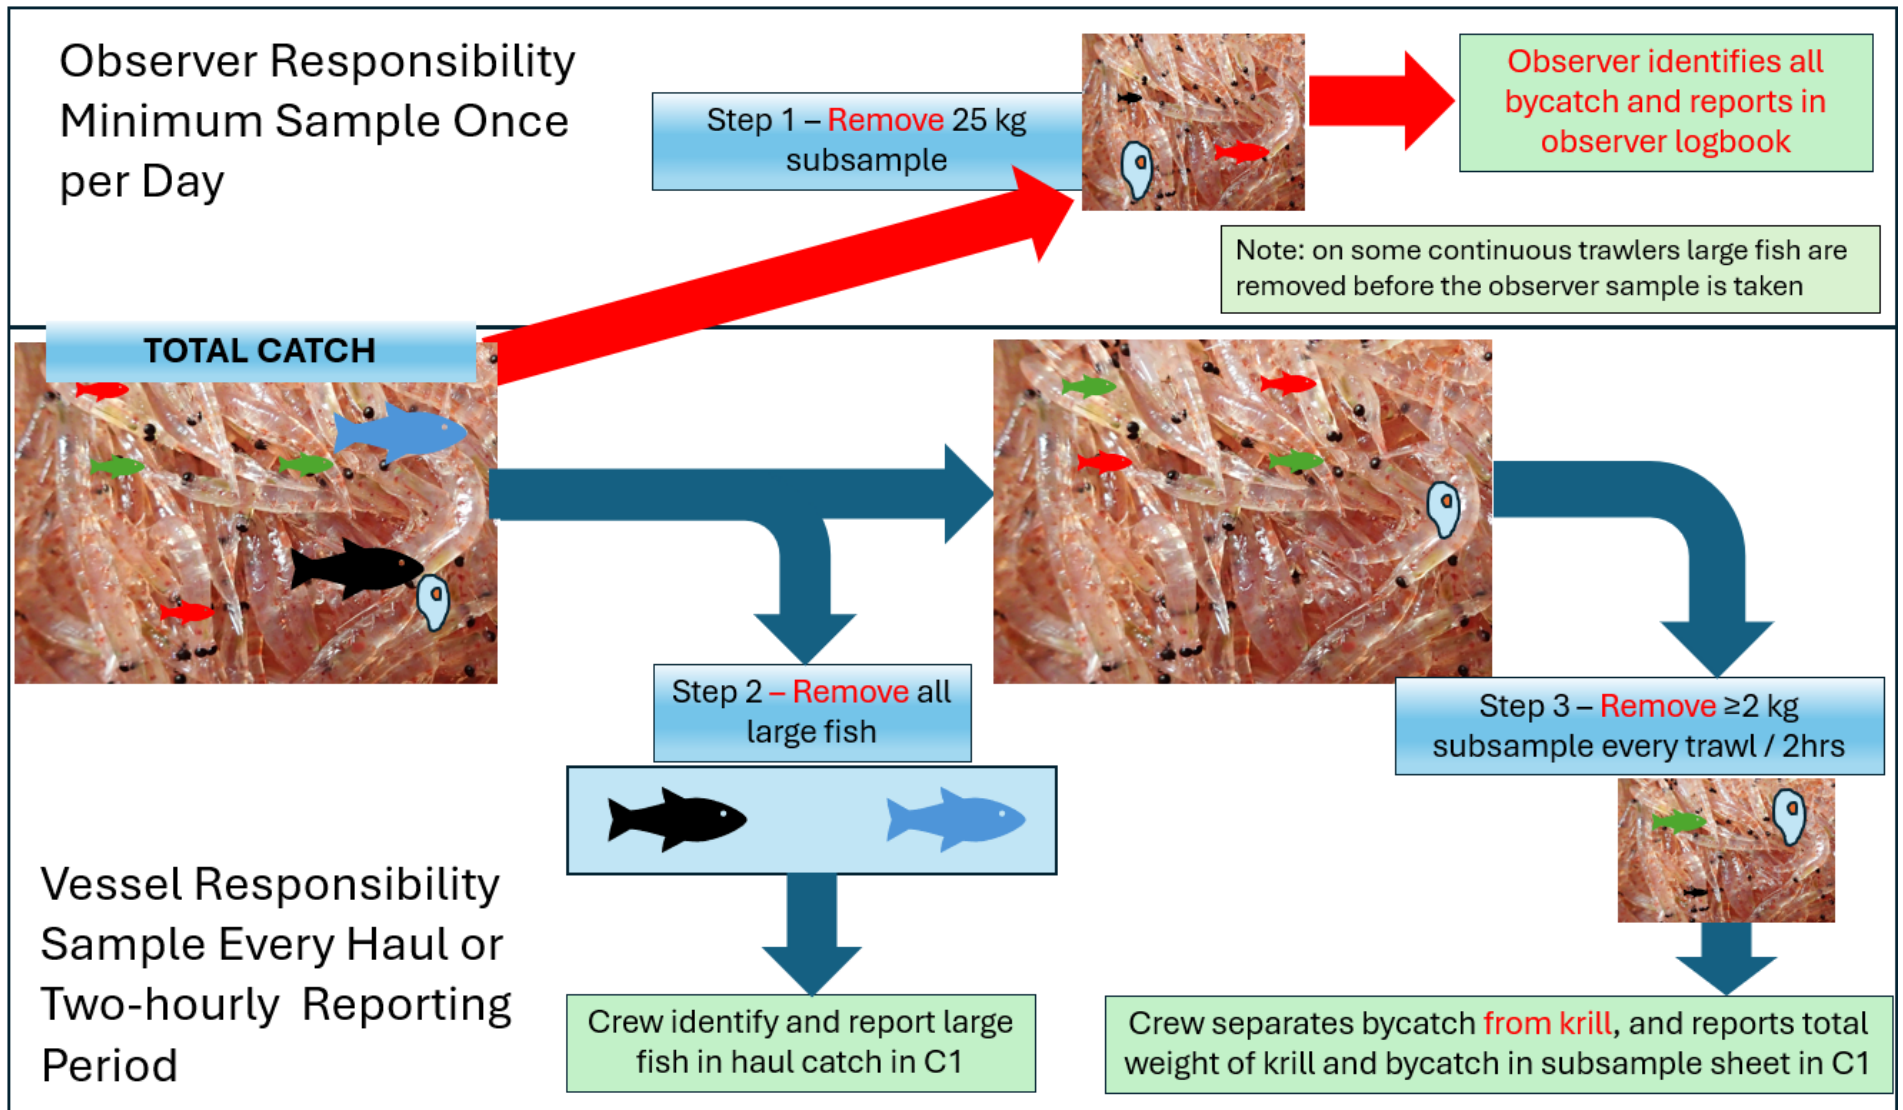 Observer Responsibility
Minimum Sample Once
per Day
Step 1 – Remove 25 kg
subsample
Observer identifies all
bycatch and reports in
observer logbook
Note: on some continuous trawlers large fish are
removed before the observer sample is taken
TOTAL CATCH
Step 2 – Remove all
large fish
Step 3 – Remove ≥2 kg
subsample every trawl / 2hrs
Vessel Responsibility
Sample Every Haul or
Two-hourly Reporting
Period
Crew identify and report large
fish in haul catch in C1
Crew separates bycatch from krill, and reports total
weight of krill and bycatch in subsample sheet in C1